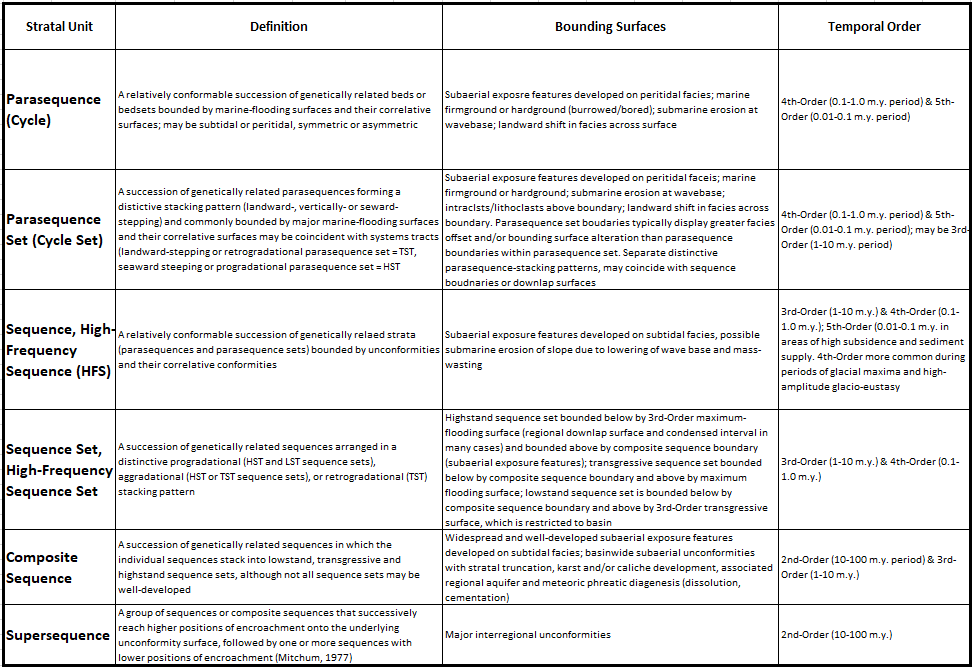 Stratal Unit
Definition
Bounding Surfaces
Temporal Order
Parasequence
(Cycle)
A relatively conformable succession of genetically related beds or
bedsets bounded by marine-flooding surfaces and their correlative
surfaces; may be subtidal or peritidal, symmetric or asymmetric
Subaerial exposre features developed on peritidal facies; marine
firmground or hardground (burrowed/bored); submarine erosion at
wavebase; landward shift in facies across surface
4th-Order (0.1-1.0 m.y. period) & 5th-
Order (0.01-0.1 m.y. period)
Parasequence
Set (Cycle Set)
A succession of genetically related parasequences forming a
distictive stacking pattern (landward-, vertically- or seward-
stepping) and commonly bounded by major marine-flooding surfaces
and their correlative surfaces may be coincident with systems tracts
(landward-stepping or retrogradational parasequence set = TST,
seaward steeping or progradational parasequence set = HST
Subaerial exposure features developed on peritidal faceis; marine
firmground or hardground; submarine erosion at wavebase;
intraclsts/lithoclasts above boundary; landward shift in facies across
boundary. Parasequence set boudaries typically display greater facies
offset and/or bounding surface alteration than parasequence
boundaries within parasequence set. Separate distinctive
parasequence-stacking patterns, may coincide with sequence
boudnaries or downlap surfaces
4th-Order (0.1-1.0 m.y. period) & 5th-
Order (0.01-0.1 m.y. period); may be 3rd-
Order (1-10 m.y. period)
Sequence, High-
Frequency
Sequence (HFS)
A relatively conformable succession of genetically relaed strata
(parasequences and parasequence sets) bounded by unconformities
and their correlative conformities
Subaerial exposure features developed on subtidal facies, possible
submarine erosion of slope due to lowering of wave base and mass-
wasting
3rd-Order (1-10 m.y.) & 4th-Order (0.1-
1.0 m.y.); 5th-Order (0.01-0.1 m.y. in
areas of high subsidence and sediment
supply. 4th-Order more common during
periods of glacial maxima and high-
amplitude glacio-eustasy
Sequence Set,
High-Frequency
Sequence Set
A succession of genetically related sequences arranged in a
distinctive progradational (HST and LST sequence sets),
aggradational (HST or TST sequence sets), or retrogradational (TST)
stacking pattern
Highstand sequence set bounded below by 3rd-Order maximum-
flooding surface (regional downlap surface and condensed interval in
many cases) and bounded above by composite sequence boundary
(subaerial exposure features); transgressive sequence set bounded
below by composite sequence boundary and above by maximum
flooding surface; lowstand sequence set is bounded below by
composite sequence boundary and above by 3rd-Order transgressive
surface, which is restricted to basin
3rd-Order (1-10 m.y.) & 4th-Order (0.1-
1.0 m.y.)
Composite
Sequence
A succession of genetically related sequences in which the
individual sequences stack into lowstand, transgressive and
highstand sequence sets, although not all sequence sets may be
well-developed
Widespread and well-developed subaerial exposure features
developed on subtidal facies; basinwide subaerial unconformities
with stratal truncation, karst and/or caliche development, associated
regional aquifer and meteoric phreatic diagenesis (dissolution,
cementation)
2nd-Order (10-100 m.y. period) & 3rd-
Order (1-10 m.y.)
Supersequence
A group of sequences or composite sequences that successively
reach higher positions of encroachment onto the underlying
unconformity surface, followed by one or more sequences with
lower positions of encroachment (Mitchum, 1977)
Major interregional unconformities
2nd-Order (10-100 m.y.)